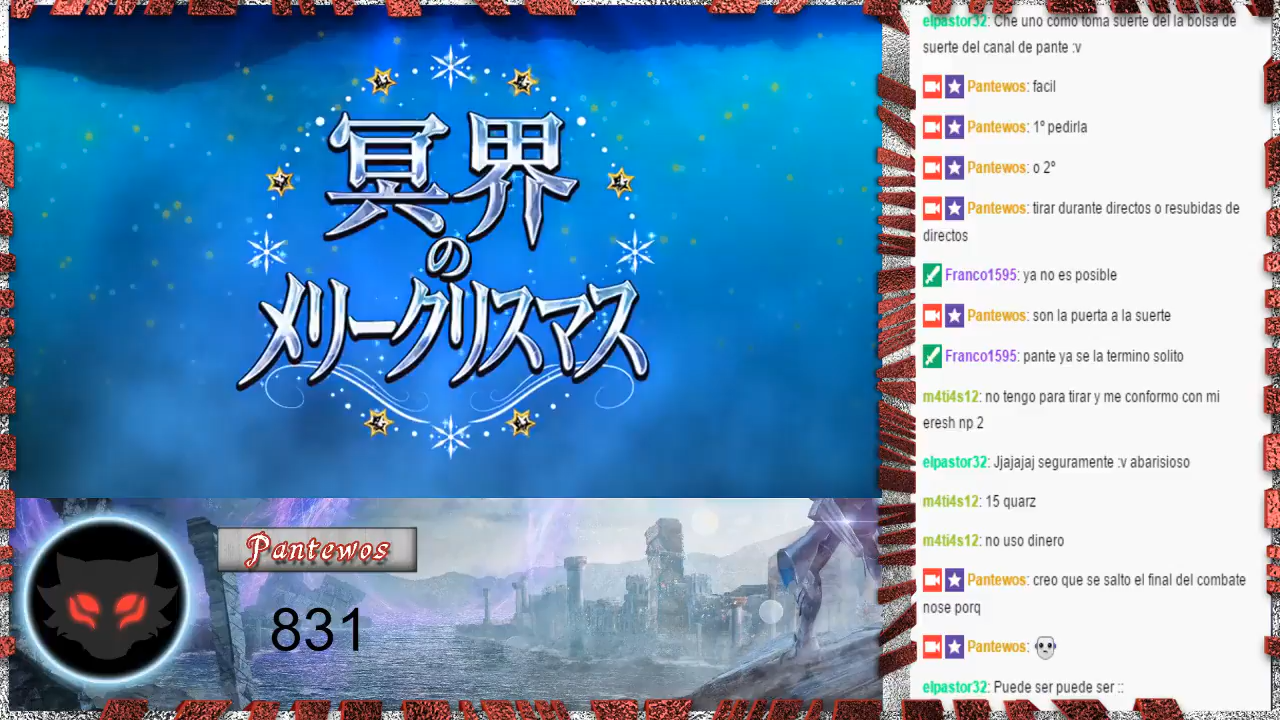 冥界
の
メリークリスマス
Pantewos
831
elpastor32: Che uno como toma suerte del la bolsa de
suerte del canal de pante :v
Pantewos: facil
Pantewos: 1º pedirla
Pantewos: o 2º
Pantewos: tirar durante directos o resubidas de
directos
Franco1595: ya no es posible
Pantewos: son la puerta a la suerte
Franco1595: pante ya se la termino solito
m4ti4s12: no tengo para tirar y me conformo con mi
eresh np 2
elpastor32: Jjajajaj seguramente :v abarisioso
m4ti4s12: 15 quarz
m4ti4s12: no uso dinero
Pantewos: creo que se salto el final del combate
nose porq
Pantewos:
elpastor32: Puede ser puede ser ::